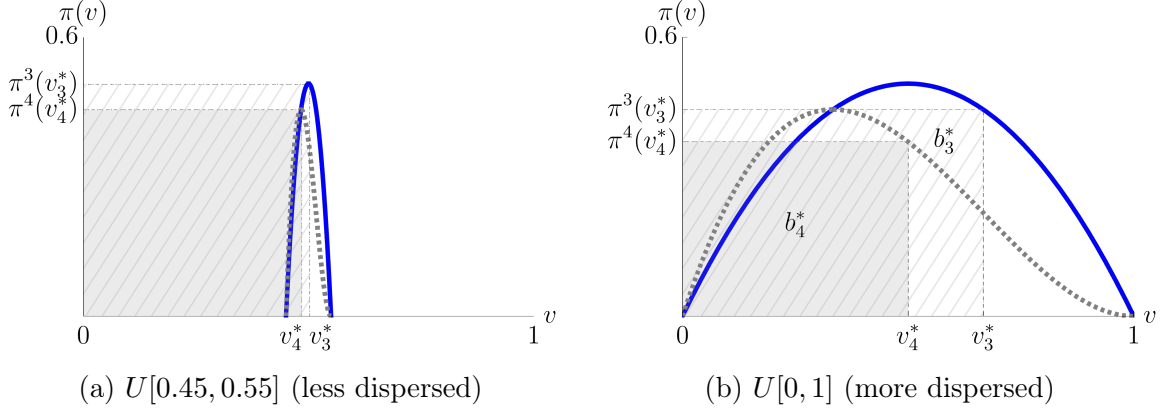 π(v)
0.6
π³(v₃*)
π⁴(v₄*)
0
v₄* v₃*
1
v
(a) U[0.45, 0.55] (less dispersed)
π(v)
0.6
π³(v₃*)
π⁴(v₄*)
b₃*
b₄*
0
v₄*
v₃*
1
v
(b) U[0, 1] (more dispersed)